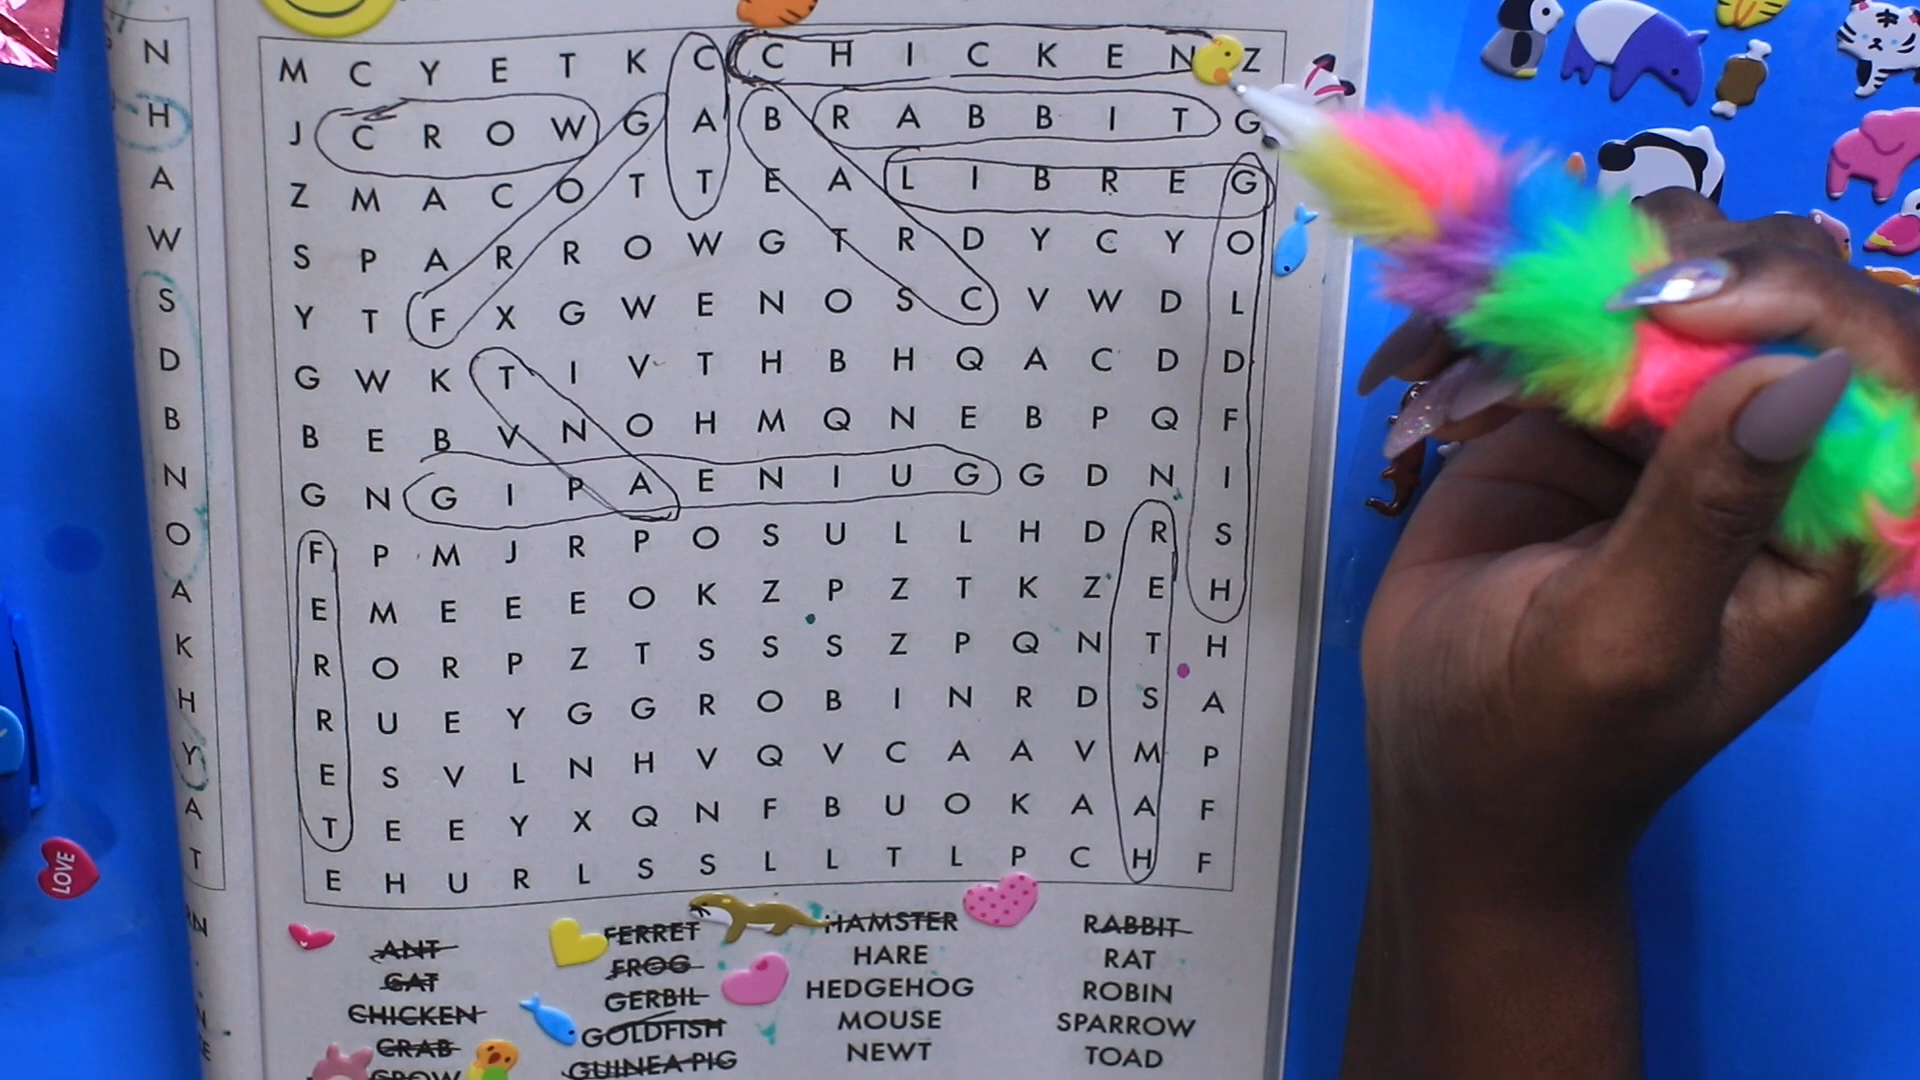 M C Y E T K C C H I C K E N Z
J C R O W G A B R A B B I T G
Z M A C O T T E A L I B R E G
S P A R R O W G T R D Y C Y O
Y T F X G W E N O S C V W D L
G W K T I V T H B H Q A C D D
B E B V N O H M Q N E B P Q F
G N G I P A E N I U G G D N I
F P M J R P O S U L L H D R S
E M E E E O K Z P Z T K Z E H
R O R P Z T S S S Z P Q N T H
R U E Y G G R O B I N R D S A
E S V L N H V Q V C A A V M P
T E E Y X Q N F B U O K A A F
E H U R L S S L L T L P C H F
ANT
CAT
CHICKEN
CRAB
CROW
FERRET
FROG
GERBIL
GOLDFISH
GUINEA PIG
HAMSTER
HARE
HEDGEHOG
MOUSE
NEWT
RABBIT
RAT
ROBIN
SPARROW
TOAD
N
H
A
W
S
D
B
N
O
A
K
H
Y
A
T
LOVE